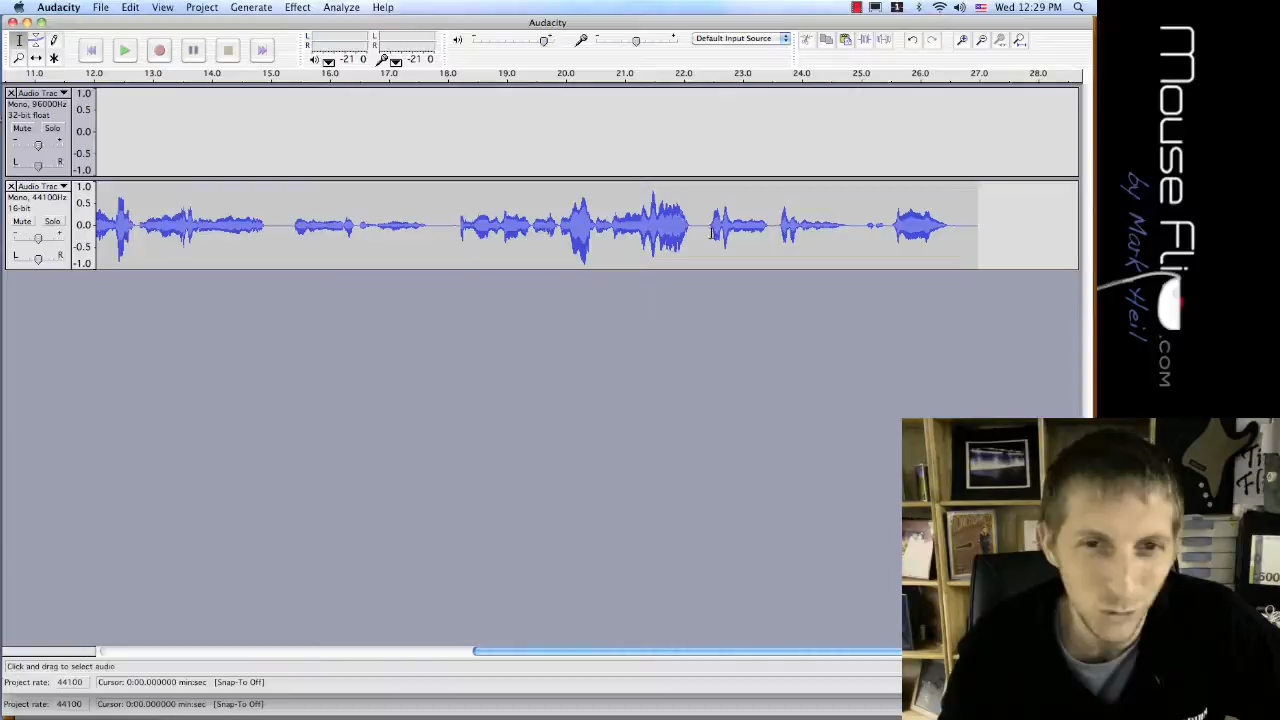 Audacity File Edit View Project Generate Effect Analyze Help
1 Wed 12:29 PM
Audacity
L R L R
-21 0 -21 0
Default Input Source
11.0 12.0 13.0 14.0 15.0 16.0 17.0 18.0 19.0 20.0 21.0 22.0 23.0 24.0 25.0 26.0 27.0 28.0
Audio Trac
Mono, 96000Hz
32-bit float
Mute Solo
- +
L R
1.0
0.5
0.0
-0.5
-1.0
Audio Trac
Mono, 44100Hz
16-bit
Mute Solo
- +
L R
1.0
0.5
0.0
-0.5
-1.0
Click and drag to select audio
Project rate: 44100 Cursor: 0:00.000000 min:sec [Snap-To Off]
Project rate: 44100 Cursor: 0:00.000000 min:sec [Snap-To Off]
mouse Fli
.COM
by Mark Heil
500